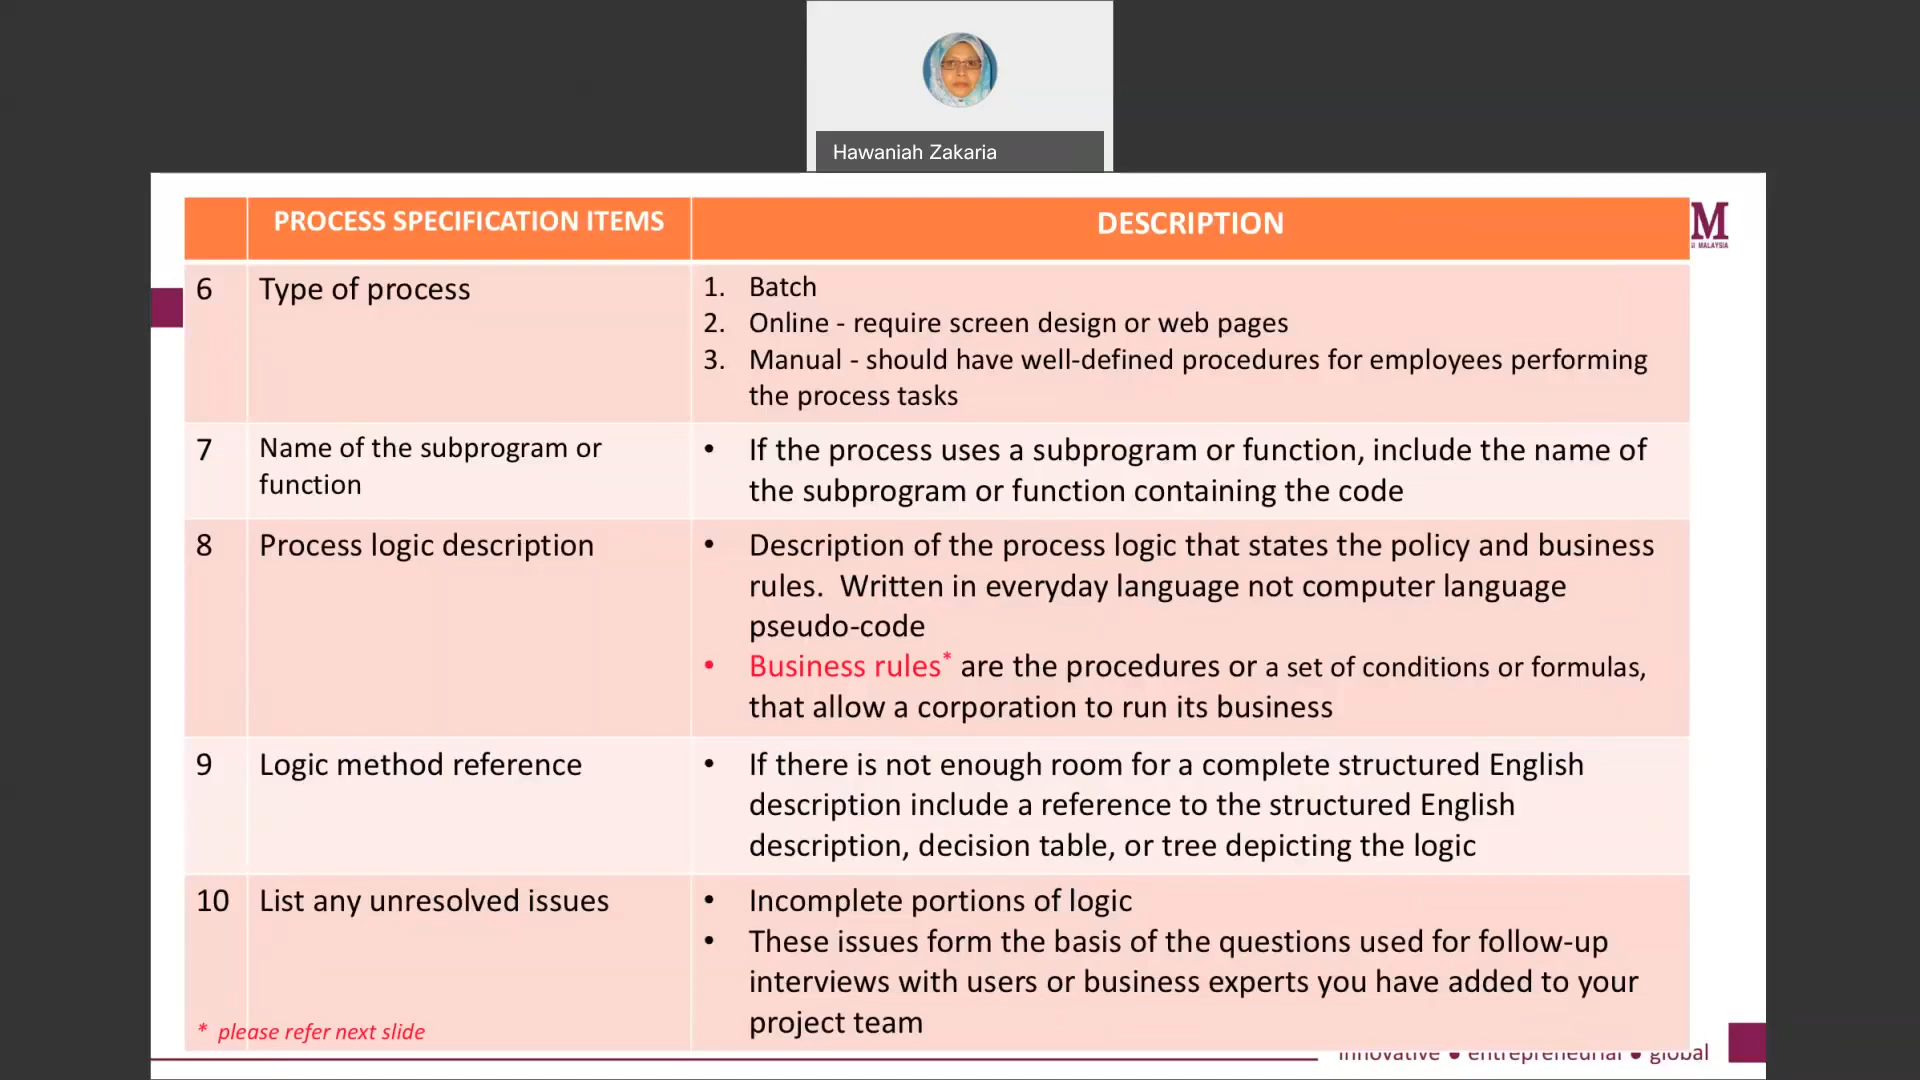 Hawaniah Zakaria
PROCESS SPECIFICATION ITEMS
DESCRIPTION
M
MALAYSIA
6
Type of process
1. Batch
2. Online - require screen design or web pages
3. Manual - should have well-defined procedures for employees performing
the process tasks
7
Name of the subprogram or
function
• If the process uses a subprogram or function, include the name of
the subprogram or function containing the code
8
Process logic description
• Description of the process logic that states the policy and business
rules. Written in everyday language not computer language
pseudo-code
• Business rules* are the procedures or a set of conditions or formulas,
that allow a corporation to run its business
9
Logic method reference
• If there is not enough room for a complete structured English
description include a reference to the structured English
description, decision table, or tree depicting the logic
10
List any unresolved issues
• Incomplete portions of logic
• These issues form the basis of the questions used for follow-up
interviews with users or business experts you have added to your
project team
* please refer next slide
innovative ● entrepreneurial ● global